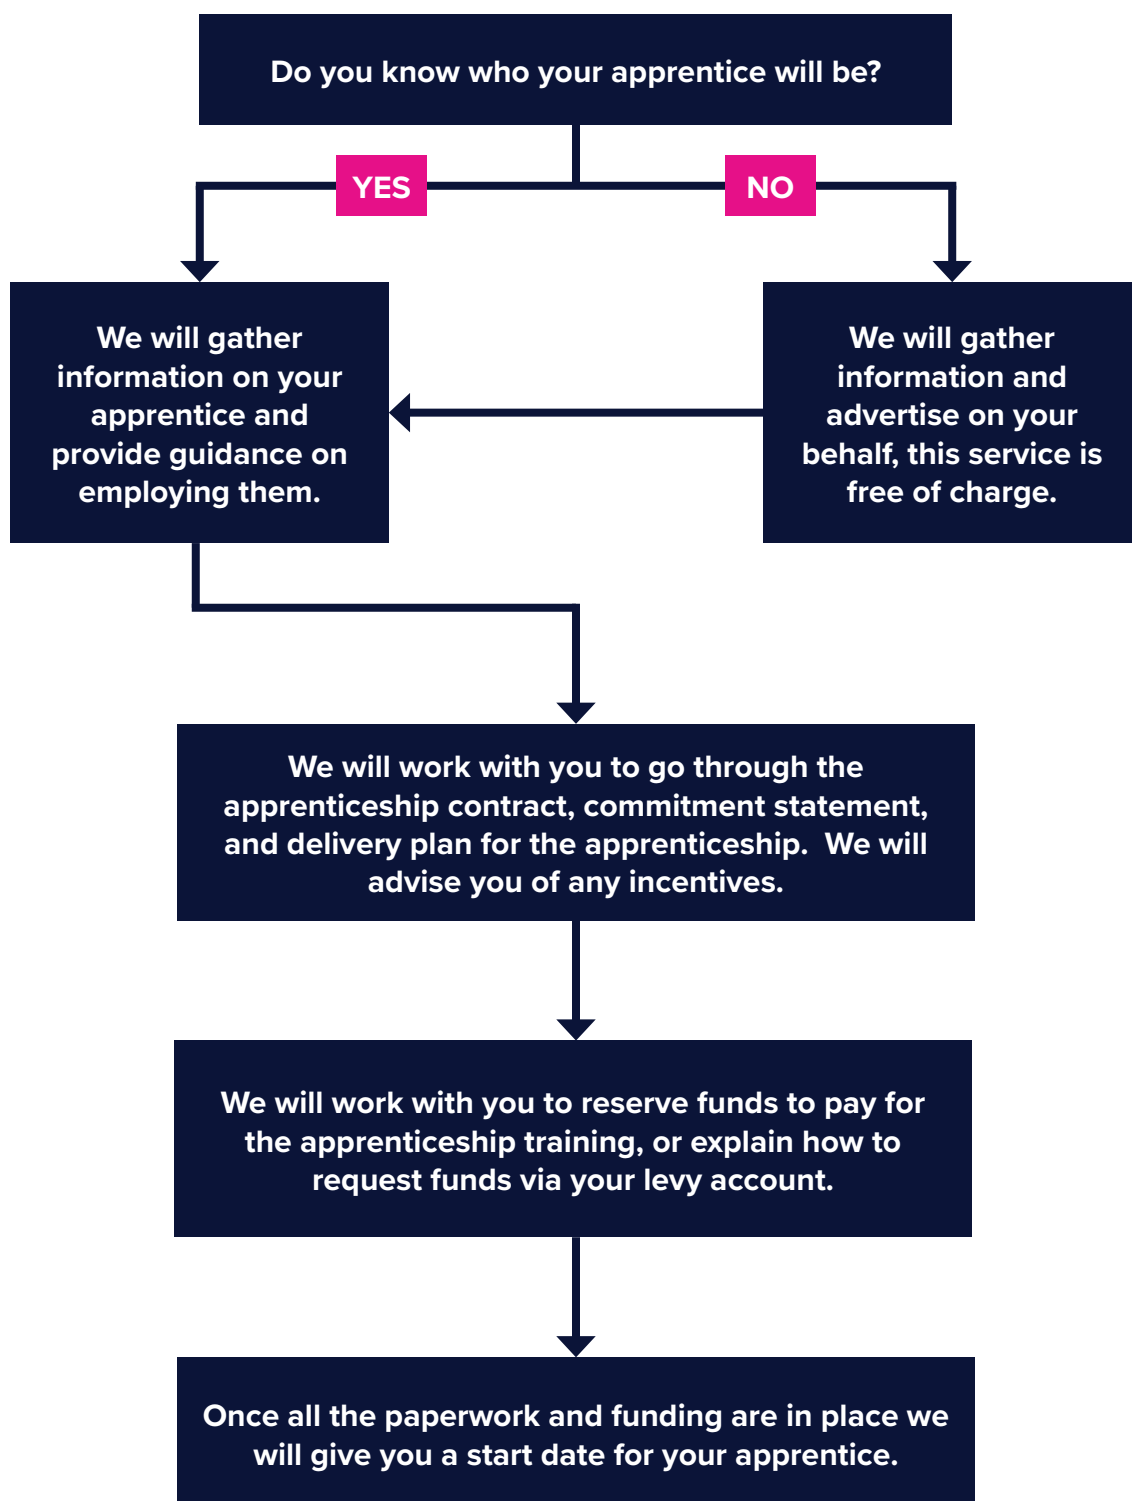 Do you know who your apprentice will be?
YES
NO
We will gather
information on your
apprentice and
provide guidance on
employing them.
We will gather
information and
advertise on your
behalf, this service is
free of charge.
We will work with you to go through the
apprenticeship contract, commitment statement,
and delivery plan for the apprenticeship.  We will
advise you of any incentives.
We will work with you to reserve funds to pay for
the apprenticeship training, or explain how to
request funds via your levy account.
Once all the paperwork and funding are in place we
will give you a start date for your apprentice.